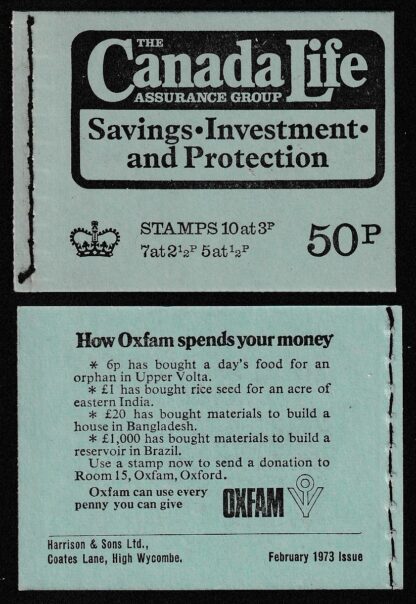 THE
Canada Life
ASSURANCE GROUP
Savings•Investment•
and Protection
STAMPS 10 at 3P
7 at 2½P 5 at ½P
50P
How Oxfam spends your money
* 6p has bought a day's food for an
orphan in Upper Volta.
* £1 has bought rice seed for an acre of
eastern India.
* £20 has bought materials to build a
house in Bangladesh.
* £1,000 has bought materials to build a
reservoir in Brazil.
Use a stamp now to send a donation to
Room 15, Oxfam, Oxford.
Oxfam can use every
penny you can give
OXFAM
Harrison & Sons Ltd.,
Coates Lane, High Wycombe.
February 1973 Issue